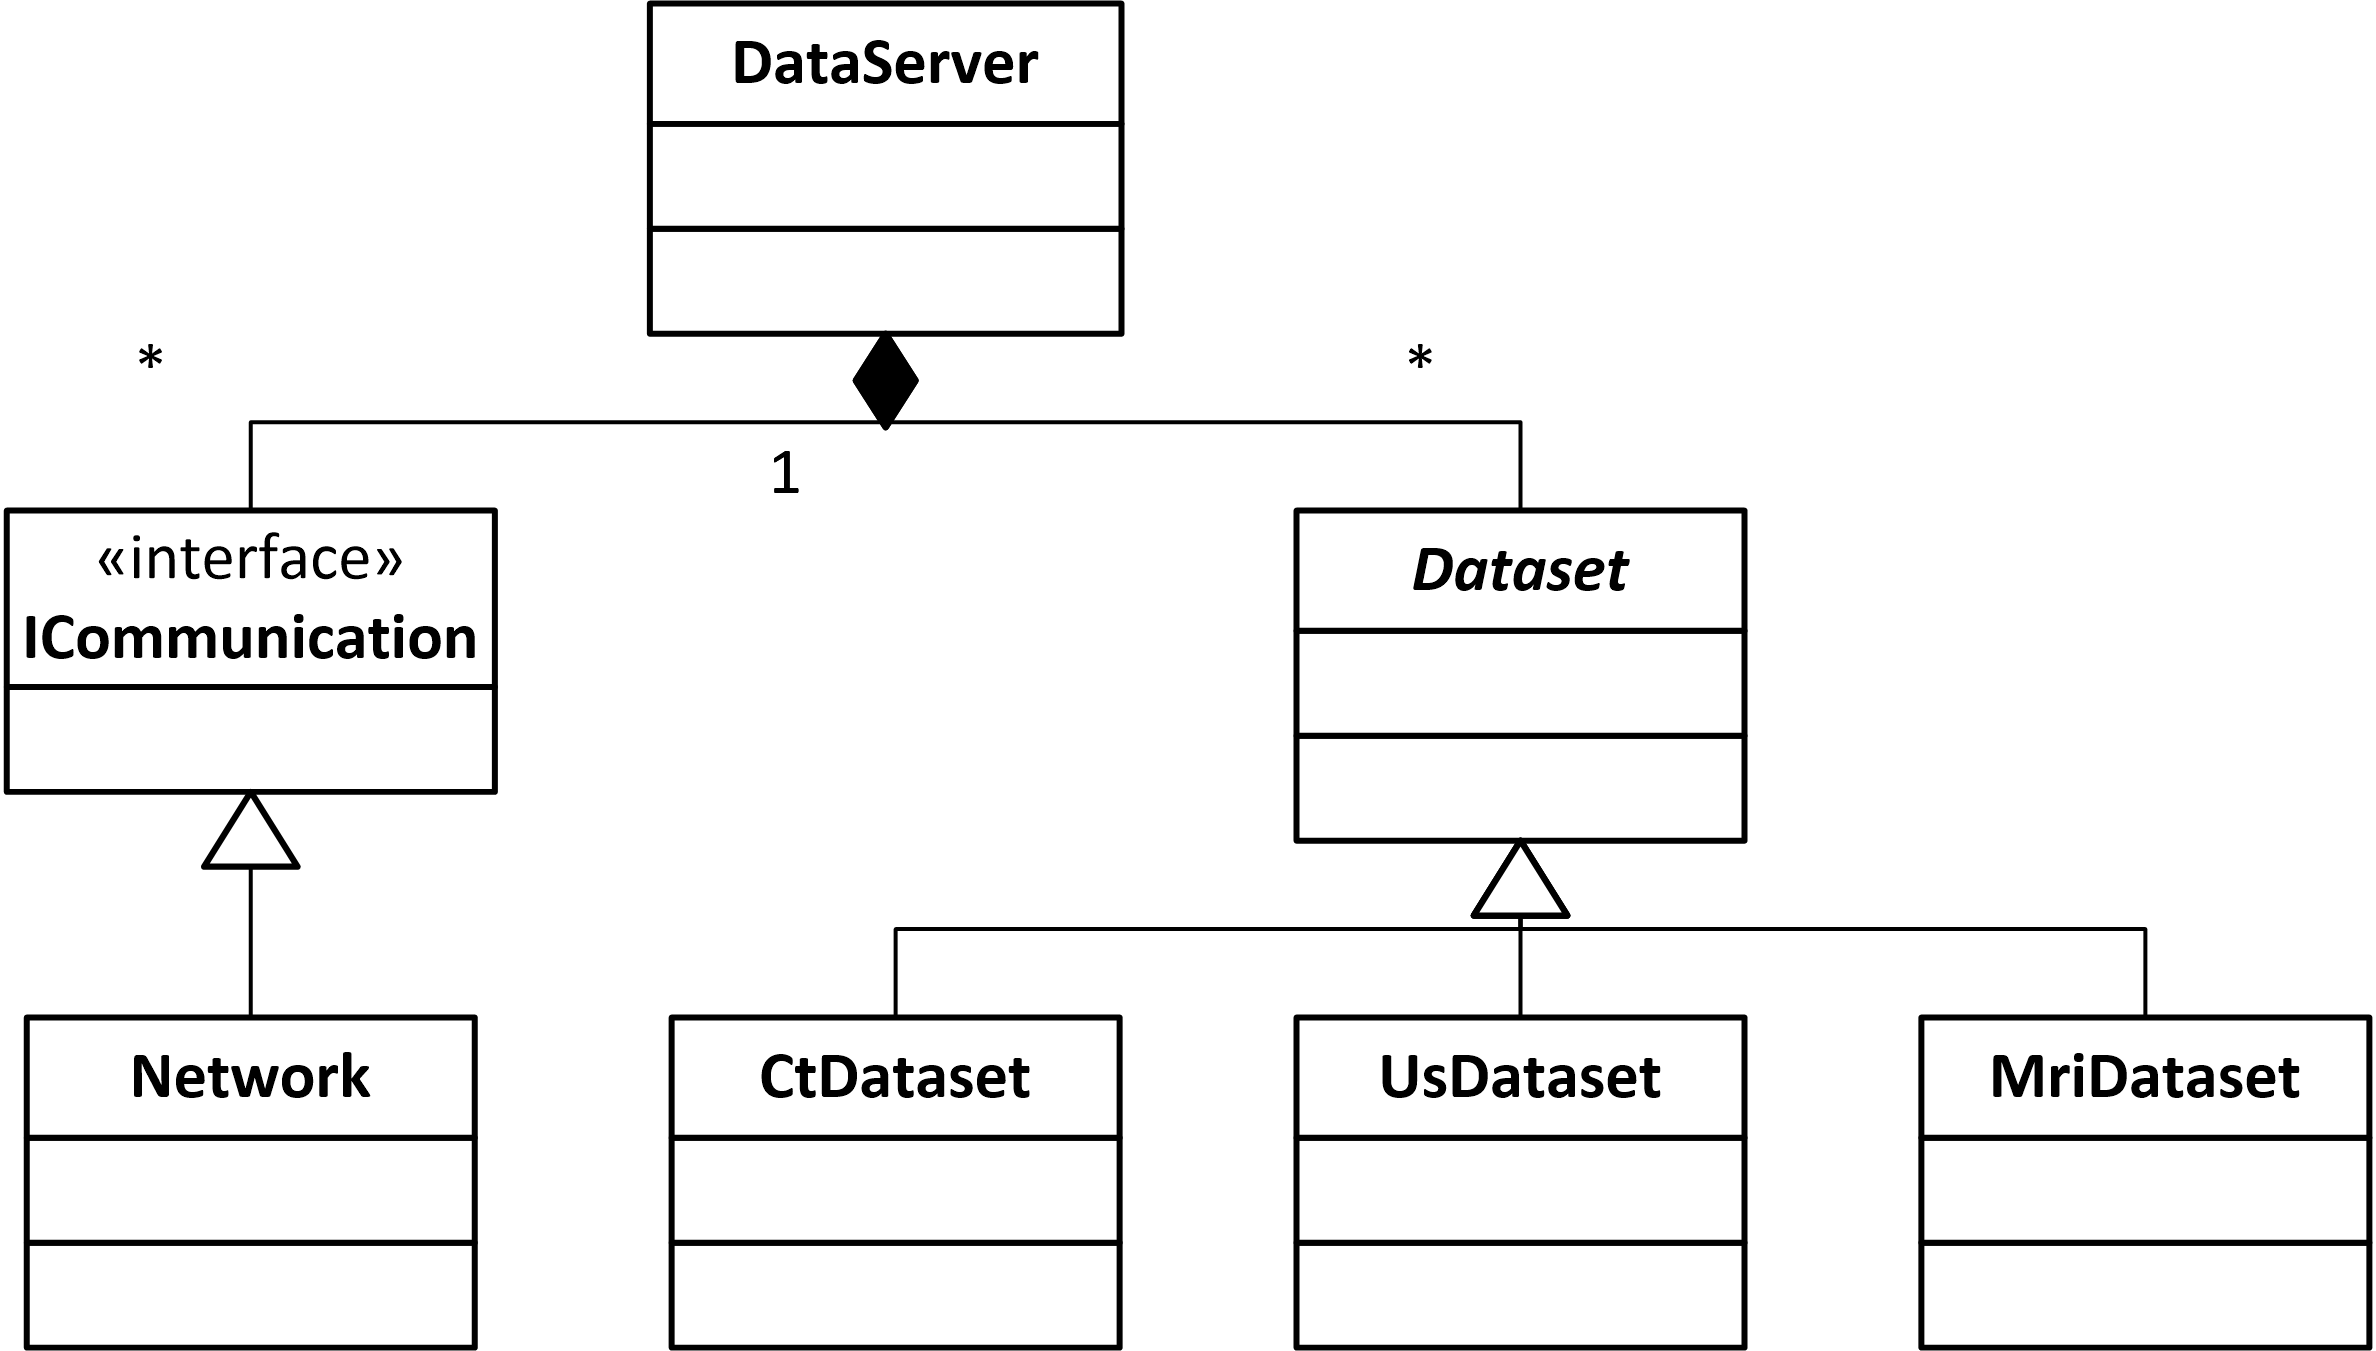 DataServer
*
*
1
«interface»
ICommunication
Dataset
Network
CtDataset
UsDataset
MriDataset